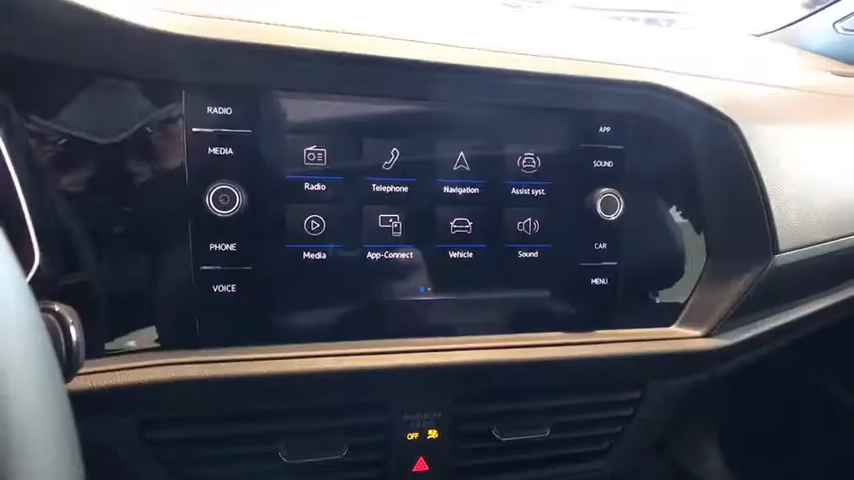 RADIO
MEDIA
PHONE
VOICE
Radio
Telephone
Navigation
Assist syst.
Media
App-Connect
Vehicle
Sound
APP
SOUND
CAR
MENU
OFF